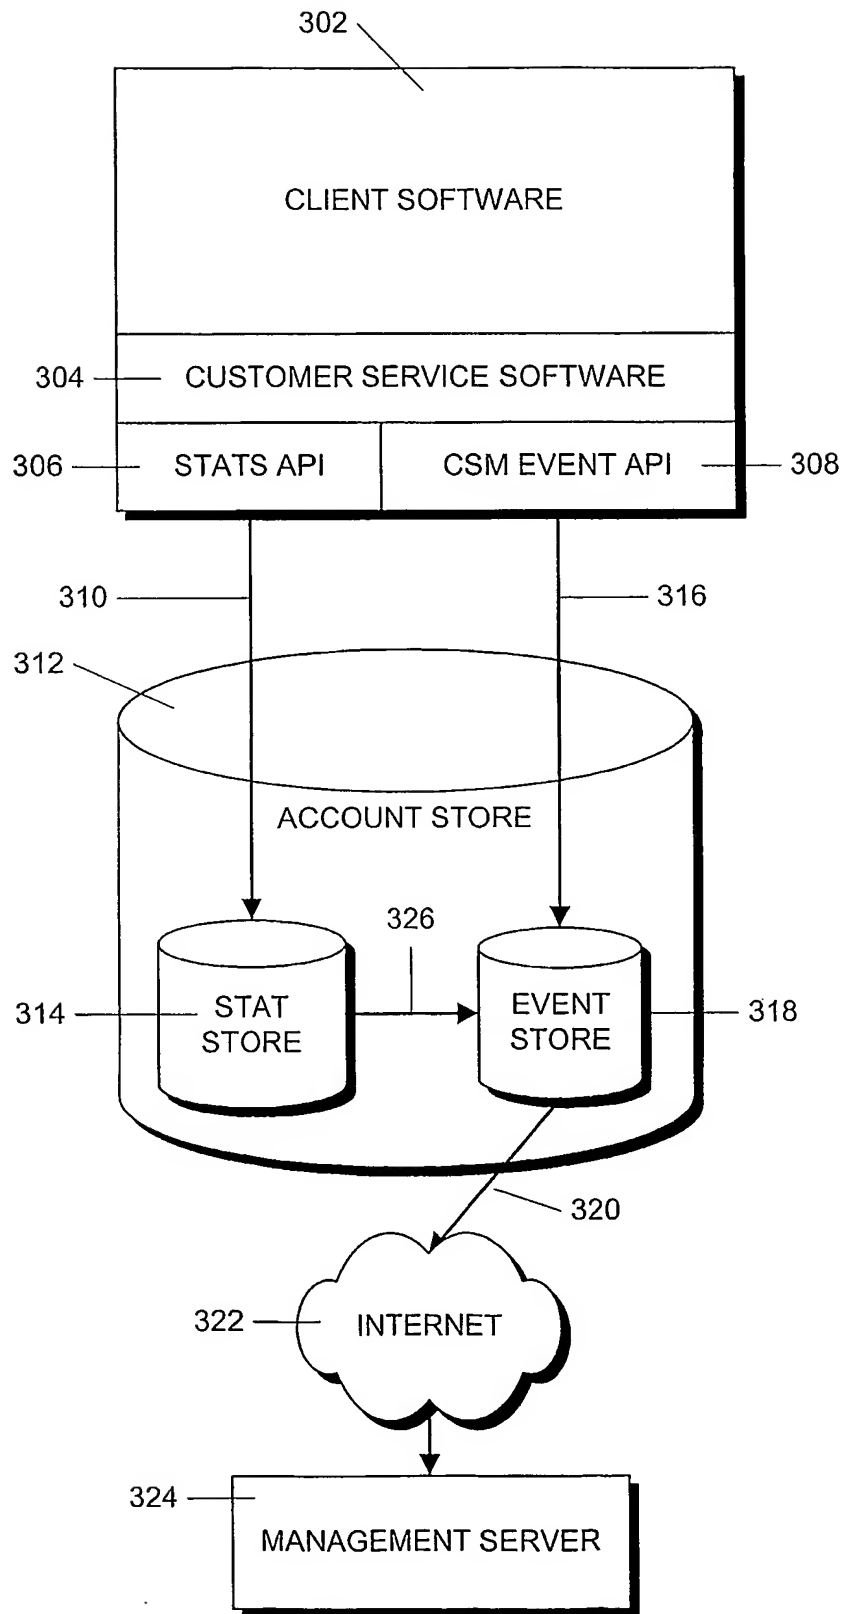 302
CLIENT SOFTWARE
304
CUSTOMER SERVICE SOFTWARE
306
STATS API
CSM EVENT API
308
310
316
312
ACCOUNT STORE
326
314
STAT
STORE
EVENT
STORE
318
320
322
INTERNET
324
MANAGEMENT SERVER